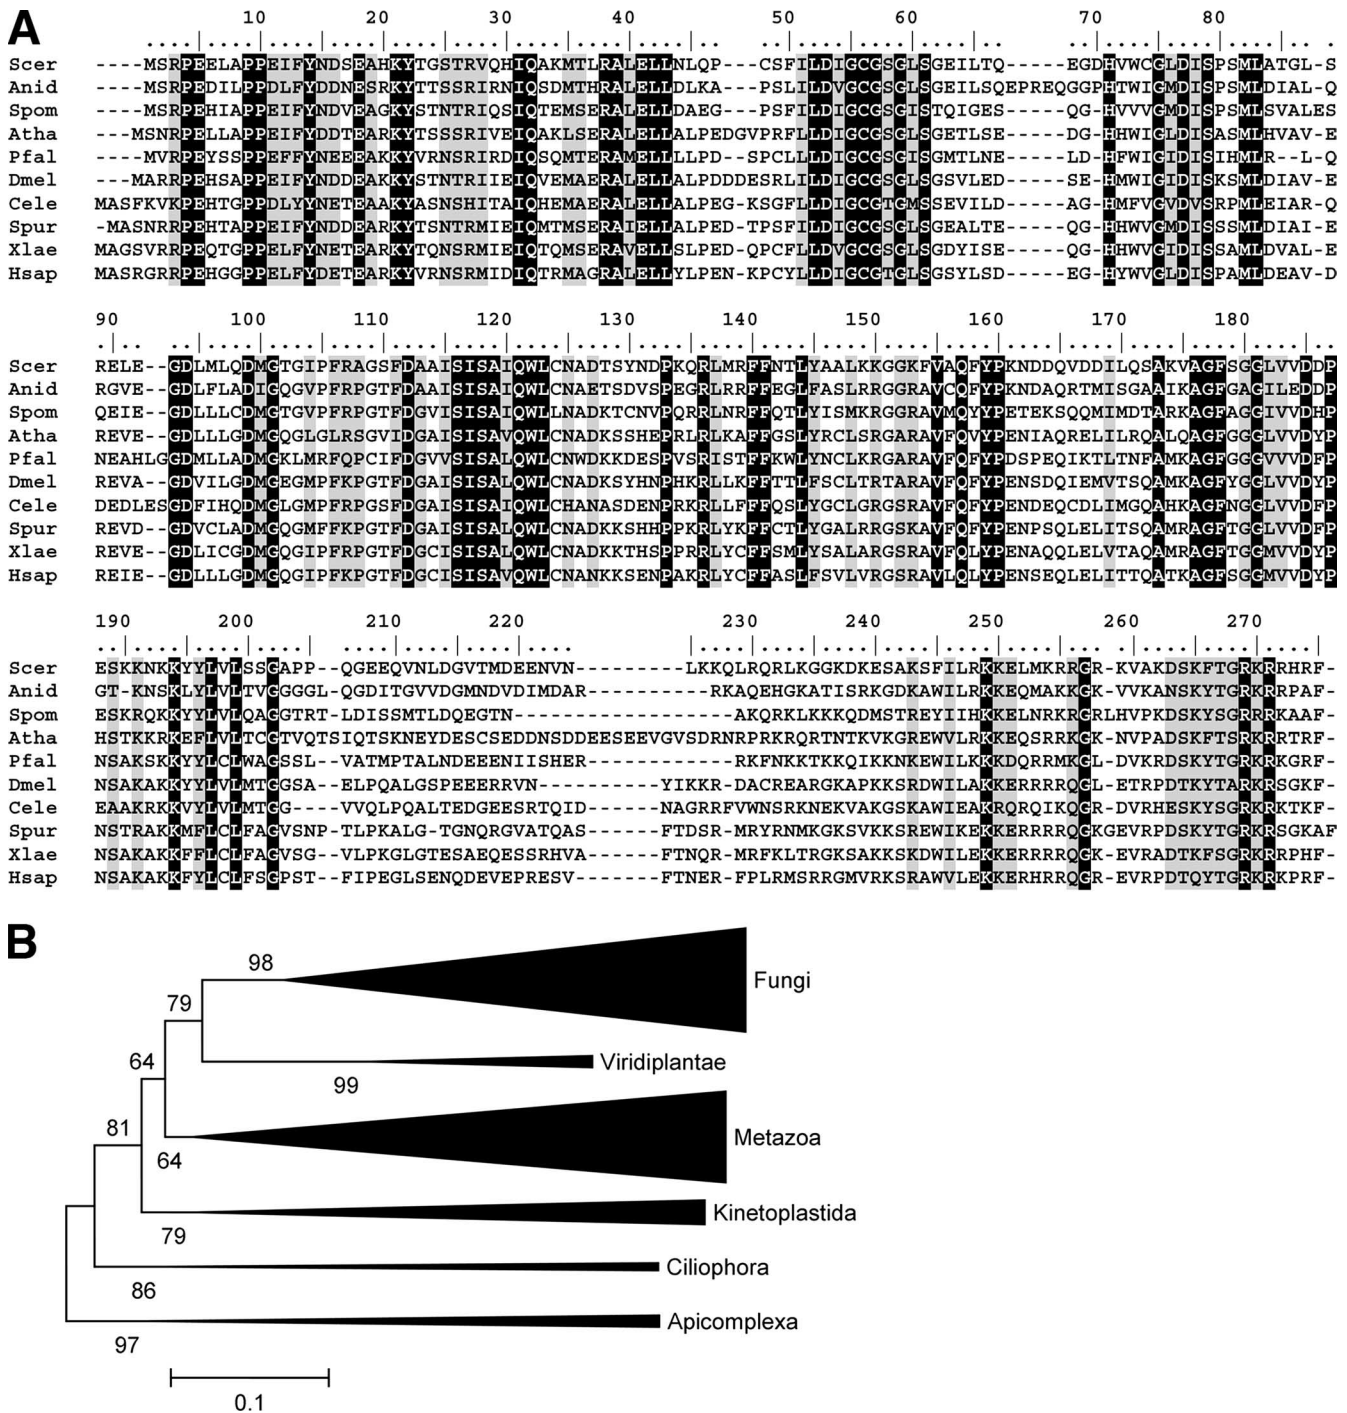 A
10 20 30 40 50 60 70 80
Scer ----MSRPEELAPPEIFYNDSEAHKYTGSTRVQHIQAKMTLRALELLNLQP---CSFILDIGCGSGLSGEILTQ-----EGDHVWCGLDISPSMLATGL-S
Anid ----MSRPEDILPPDLFYDDNESRKYTTSSRIRNIQSDMTHRALELLDLKA---PSLILDVGCGSGLSGEILSQEPREQGGPHTWIGMDISPSMLDIAL-Q
Spom ----MSRPEHIAPPEIFYNDVEAGKYTSNTRIQSIQTEMSERALELLDAEG---PSFILDIGCGSGISTQIGES-----QG-HVVVGMDISPSMLSVALES
Atha ---MSNRPELLAPPEIFYDDTEARKYTSSSRIVEIQAKLSERALELLALPEDGVPRFLLDIGCGSGLSGETLSE-----DG-HHWIGLDISASMLHVAV-E
Pfal ----MVRPEYSSPPEFFYNEEEAKKYVRNSRIRDIQSQMTERAMELLLLPD--SPCLLLDIGCGSGISGMTLNE-----LD-HFWIGIDISIHMLR--L-Q
Dmel ---MARRPEHSAPPEIFYNDDEAKKYSTNTRIIEIQVEMAERALELLALPDDDESRLILDIGCGSGLSGSVLED-----SE-HMWIGIDISKSMLDIAV-E
Cele MASFKVKPEHTGPPDLYYNETEAAKYASNSHITAIQHEMAERALELLALPEG-KSGFLLDIGCGTGMSSEVILD-----AG-HMFVGVDVSRPMLEIARQ
Spur -MASNRRPEHTAPPEIFYNDDEARKYTSNTRMIEIQMTMSERALELLALPEE-QTSFILDIGCGSGLSGEALTE-----QG-HHWVGMDISSSMLDIAI-E
Xlae MAGSVRRPEQTGPPELFYNETEARKYTQNSRMIEIQTQMSERAVELLSLPED-QPCFLLDVGCGSGLSGDYISE-----QG-HHWVGIDISSAMLDVAL-E
Hsap MASRGRRPEHGGPPELFYDETEARKYVRNSRMIDIQTRMAGRALELLYLPEN-KPCYLLDIGCGTGLSGSYLSD-----EG-HYWVGLDISPAMLDEAV-D
90 100 110 120 130 140 150 160 170 180
Scer RELE--GDLMLQDMGTGIPFRAGSFDAAISISAIQWLCNADTSYNDPKQRLMRFFNTLYAALKKGGKFVAQFYPKNDDQVDDILQSAKVAGFSGGLVVDDP
Anid RGVE--GDLFLADIGQGVPFRPGTFDAAISISAIQWLCNAETSDVSPEGRLRRFFEGLFASLRRGGRAVCQFYPKNDAQRTMISGAAIKAGFGAGILEDDP
Spom QEIE--GDLLLCDMGTGVPFRPGTFDGVISISAIQWLLNADKTCNVPQRRLNRFFQTLYISMKRGGRAVMQYYPETEKSQQMIMDTARKAGFAGGIVVDHP
Atha REVE--GDLLLGDMGQGLGLRSGVIDGAISISAVQWLCNADKSSHEPRLRLKAFFGSLYRCLSRGARAVFQVYPENIAQRELILRQALQAGFGGGLVVDYP
Pfal NEAHLGGDMLLADMGKLMRFQPCIFDGVVSISALQWLCNWDKKDESPVSRISTFFKWLYNCLKRGARAVFQFYPDSPEQIKTLTNFAMKAGFGGGVVVDFP
Dmel REVA--GDVILGDMGEGMPFKPGTFDGAISISALQWLCNADKSYHNPHKRLLKFFTTLFSCLTRTARAVFQFYPENSDQIEMVTSQAMKAGFYGGLVVDYP
Cele DEDLESGDFIHQDMGLGMPFRPGSFDGAISISAIQWLCHANASDENPRKRLLFFFQSLYGCLGRGSRAVFQFYPENDEQCDLIMGQAHKAGFNGGLVVDFP
Spur REVD--GDVCLADMGQGMFFKPGTFDGAISISALQWLCNADKKSHHPPKRLYKFFCTLYGALRRGSKAVFQFYPENPSQLELITSQAMRAGFTGGLVVDFP
Xlae REVE--GDLICGDMGQGIPFRPGTFDGCISISALQWLCNADKKTHSPPRRLYCFFSMLYSALARGSRAVFQLYPENAQQLELVTAQAMRAGFTGGMVVDYP
Hsap REIE--GDLLLGDMGQGIPFKPGTFDGCISISAVQWLCNANKKSENPAKRLYCFFASLFSVLVRGSRAVLQLYPENSEQLELITTQATKAGFSGGMVVDYP
190 200 210 220 230 240 250 260 270
Scer ESKKNKKYYLVLSSGAPP--QGEEQVNLDGVTMDEENVN---------LKKQLRQRLKGGKDKESAKSFILRKKELMKRRGR-KVAKDSKFTGRKRRHRF-
Anid GT-KNSKLYLVLTVGGGGL-QGDITGVVDGMNDVDIMDAR----------RKAQEHGKATISRKGDKAWILRKKEQMAKKGK-VVKANSKYTGRKRRPAF-
Spom ESKRQKKYYLVLQAGGTRT-LDISSMTLDQEGTN------------------AKQRKLKKKQDMSTREYIIHKKELNRKRGRLHVPKDSKYSGRRRKAAF-
Atha HSTKKRKEFLVLTCGTVQTSIQTSKNEYDESCSEDDNSDDEESEEVGVSDRNRPRKRQRTNTKVKGREWVLRKKEQSRRKGK-NVPADSKFTSRKRRTRF-
Pfal NSAKSKKYYLCLWAGSSL--VATMPTALNDEEENIISHER----------RKFNKKTKKQIKKNKEWILKKKDQRRMKGL-DVKRDTKYTGRKRKGRF-
Dmel NSAKAKKYYLVLMTGGSA--ELPQALGSPEEERRVN----------YIKKR-DACREARGKAPKKSRDWILAKKERRRRQGL-ETRPDTKYTARKRSGKF-
Cele EAAKRKKVYLVLMTGG----VVQLPQALTEDGEESRTQID------NAGRRFVWNSRKNEKVAKGSKAWIEAKRQRQIKQGR-DVRHESKYSGRKRKTKF-
Spur NSTRAKKMFLCLFAGVSNP-TLPKALG-TGNQRGVATQAS------FTDSR-MRYRNMKGKSVKKSREWIKEKKERRRRQGKGEVRPDSKYTGRKRSGKAF
Xlae NSAKAKKFFLCLFAGVSG--VLPKGLGTESAEQESSRHVA------FTNQR-MRFKLTRGKSAKKSKDWILEKKERRRRQGK-EVRADTKFSGRKRRPHF-
Hsap NSAKAKKFYLCLFSGPST--FIPEGLSENQDEVEPRESV-------FTNER-FPLRMSRRGMVRKSRAWVLEKKERHRRQGR-EVRPDTQYTGRKRKPRF-
B
98
Fungi
79
64
Viridiplantae
99
81
Metazoa
64
Kinetoplastida
79
Ciliophora
86
Apicomplexa
97
0.1